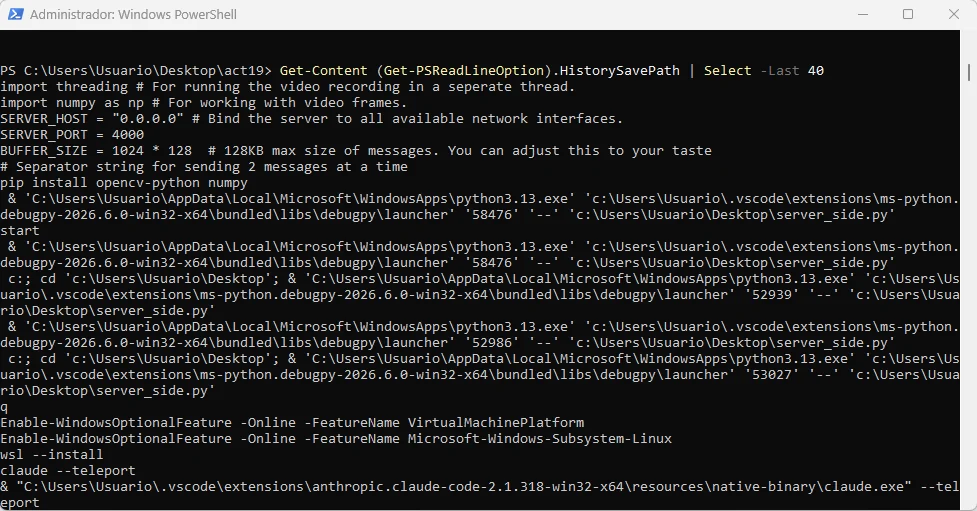 Administrador: Windows PowerShell
PS C:\Users\Usuario\Desktop\act19> Get-Content (Get-PSReadLineOption).HistorySavePath | Select -Last 40
import threading # For running the video recording in a seperate thread.
import numpy as np # For working with video frames.
SERVER_HOST = "0.0.0.0" # Bind the server to all available network interfaces.
SERVER_PORT = 4000
BUFFER_SIZE = 1024 * 128  # 128KB max size of messages. You can adjust this to your taste
# Separator string for sending 2 messages at a time
pip install opencv-python numpy
 & 'C:\Users\Usuario\AppData\Local\Microsoft\WindowsApps\python3.13.exe' 'c:\Users\Usuario\.vscode\extensions\ms-python.
debugpy-2026.6.0-win32-x64\bundled\libs\debugpy\launcher' '58476' '--' 'c:\Users\Usuario\Desktop\server_side.py'
start
 & 'C:\Users\Usuario\AppData\Local\Microsoft\WindowsApps\python3.13.exe' 'c:\Users\Usuario\.vscode\extensions\ms-python.
debugpy-2026.6.0-win32-x64\bundled\libs\debugpy\launcher' '58476' '--' 'c:\Users\Usuario\Desktop\server_side.py'
 c:; cd 'c:\Users\Usuario\Desktop'; & 'C:\Users\Usuario\AppData\Local\Microsoft\WindowsApps\python3.13.exe' 'c:\Users\Us
uario\.vscode\extensions\ms-python.debugpy-2026.6.0-win32-x64\bundled\libs\debugpy\launcher' '52939' '--' 'c:\Users\Usua
rio\Desktop\server_side.py'
 & 'C:\Users\Usuario\AppData\Local\Microsoft\WindowsApps\python3.13.exe' 'c:\Users\Usuario\.vscode\extensions\ms-python.
debugpy-2026.6.0-win32-x64\bundled\libs\debugpy\launcher' '52986' '--' 'c:\Users\Usuario\Desktop\server_side.py'
 c:; cd 'c:\Users\Usuario\Desktop'; & 'C:\Users\Usuario\AppData\Local\Microsoft\WindowsApps\python3.13.exe' 'c:\Users\Us
uario\.vscode\extensions\ms-python.debugpy-2026.6.0-win32-x64\bundled\libs\debugpy\launcher' '53027' '--' 'c:\Users\Usua
rio\Desktop\server_side.py'
q
Enable-WindowsOptionalFeature -Online -FeatureName VirtualMachinePlatform
Enable-WindowsOptionalFeature -Online -FeatureName Microsoft-Windows-Subsystem-Linux
wsl --install
claude --teleport
& "C:\Users\Usuario\.vscode\extensions\anthropic.claude-code-2.1.318-win32-x64\resources\native-binary\claude.exe" --tel
eport